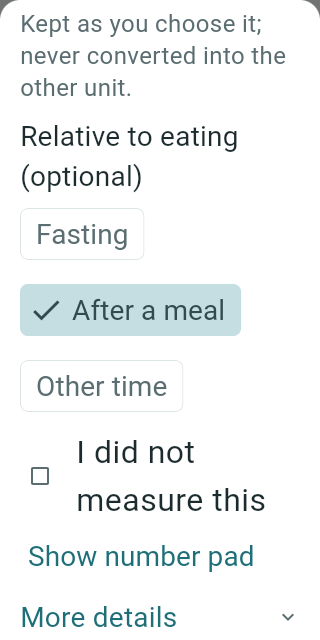 Kept as you choose it;
never converted into the
other unit.
Relative to eating
(optional)
Fasting
After a meal
Other time
I did not
measure this
Show number pad
More details